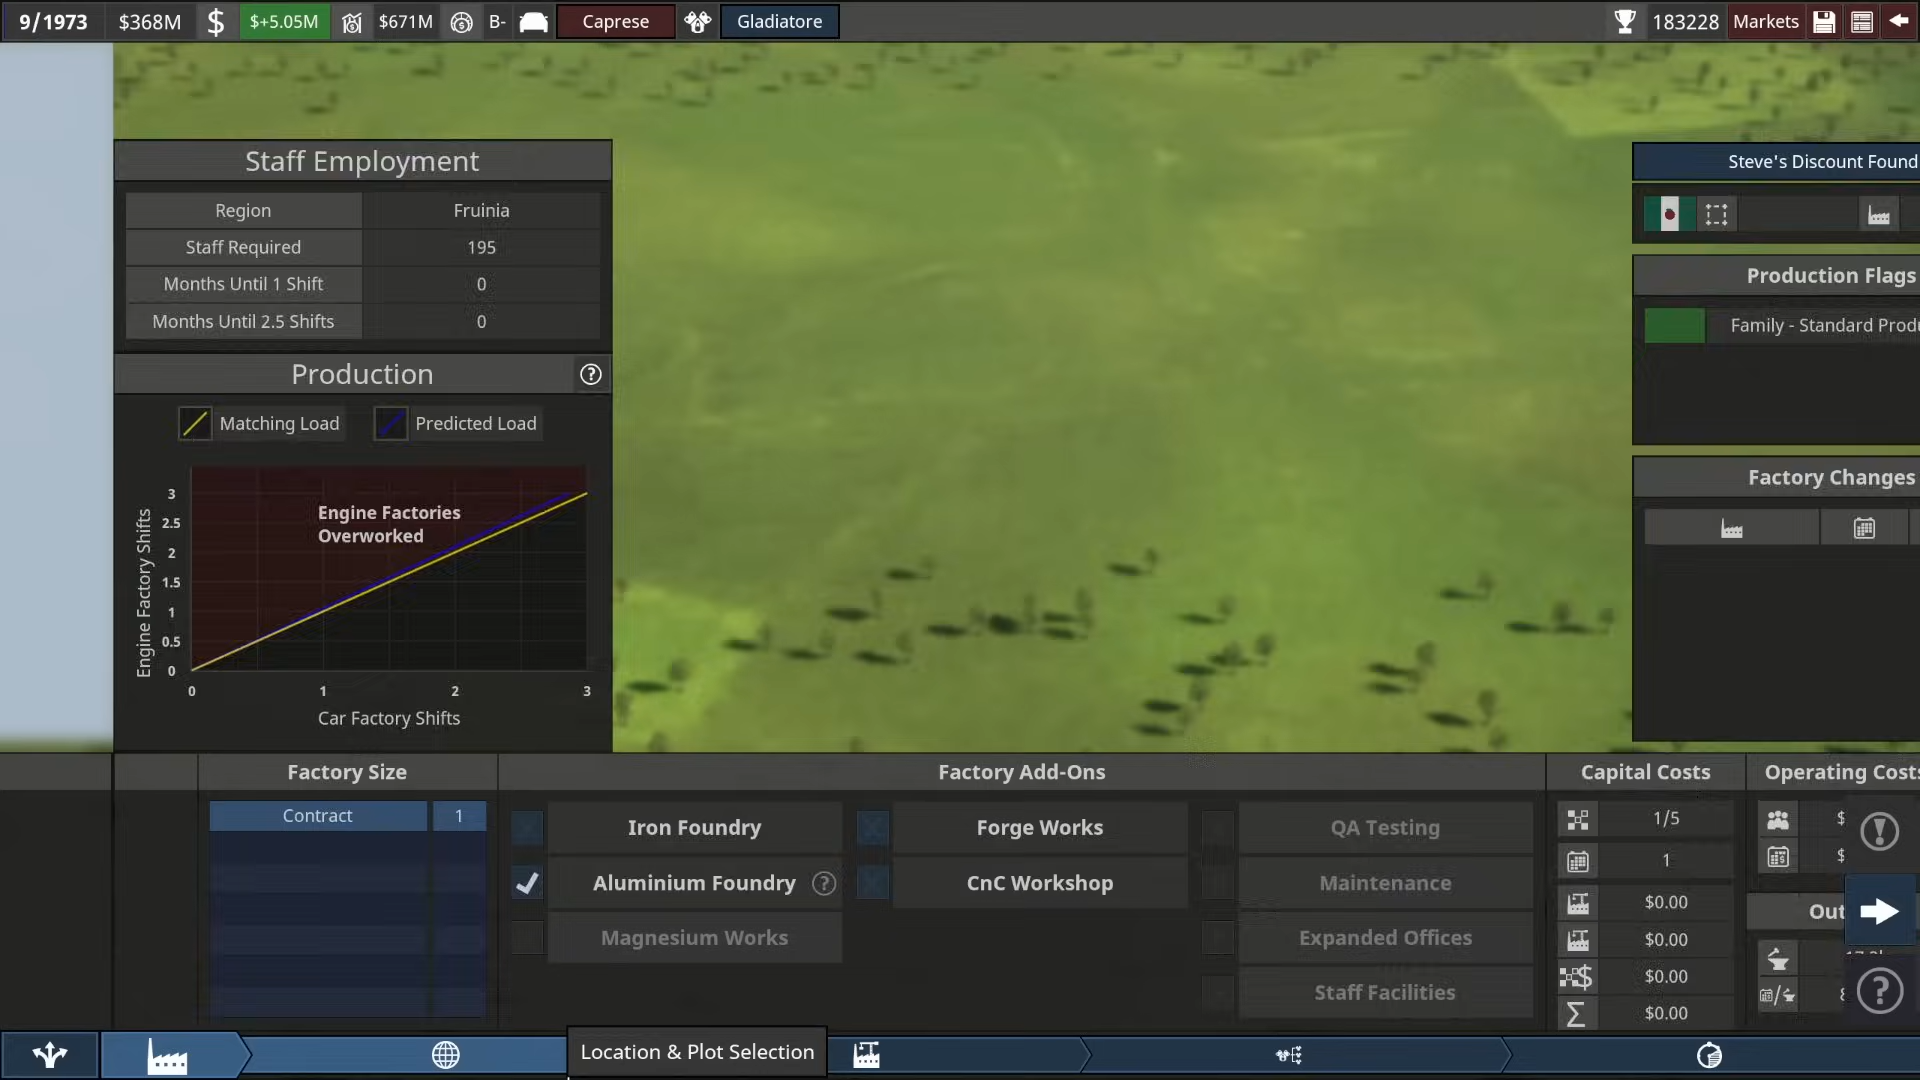 9/1973 $368M $ $+5.05M $671M B- Caprese Gladiatore 183228 Markets
Staff Employment
Region Fruinia
Staff Required 195
Months Until 1 Shift 0
Months Until 2.5 Shifts 0
Production ?
Matching Load Predicted Load
Engine Factories
Overworked
Engine Factory Shifts
3
2.5
2
1.5
1
0.5
0
0 1 2 3
Car Factory Shifts
Steve's Discount Found
Production Flags
Family - Standard Prod
Factory Changes
Factory Size
Contract 1
Factory Add-Ons
Iron Foundry
Aluminium Foundry ?
Magnesium Works
Forge Works
CnC Workshop
QA Testing
Maintenance
Expanded Offices
Staff Facilities
Capital Costs
1/5
1
$0.00
$0.00
$0.00
$0.00
Operating Costs
$
$
Out
?
Location & Plot Selection